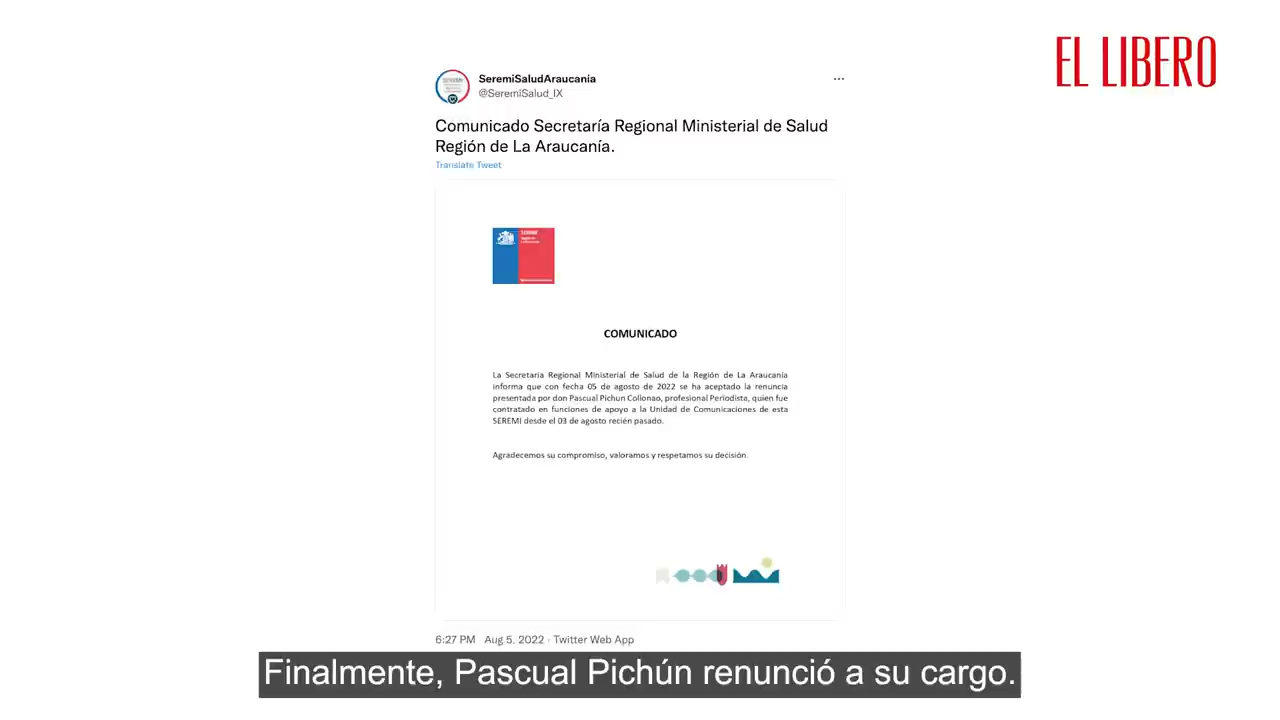 EL LIBERO
SeremiSaludAraucanía
@SeremiSalud_IX
Comunicado Secretaría Regional Ministerial de Salud
Región de La Araucanía.
Translate Tweet
COMUNICADO
La Secretaría Regional Ministerial de Salud de la Región de La Araucanía
informa que con fecha 05 de agosto de 2022 se ha aceptado la renuncia
presentada por don Pascual Pichun Collonao, profesional Periodista, quien fue
contratado en funciones de apoyo a la Unidad de Comunicaciones de esta
SEREMI desde el 03 de agosto recién pasado.
Agradecemos su compromiso, valoramos y respetamos su decisión.
6:27 PM Aug 5, 2022 · Twitter Web App
Finalmente, Pascual Pichún renunció a su cargo.